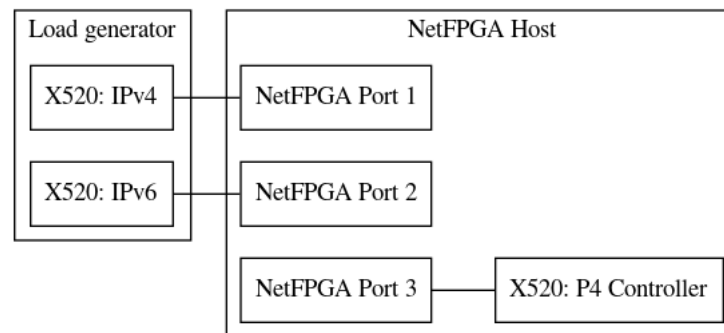 Load generator
NetFPGA Host
X520: IPv4
NetFPGA Port 1
X520: IPv6
NetFPGA Port 2
NetFPGA Port 3
X520: P4 Controller